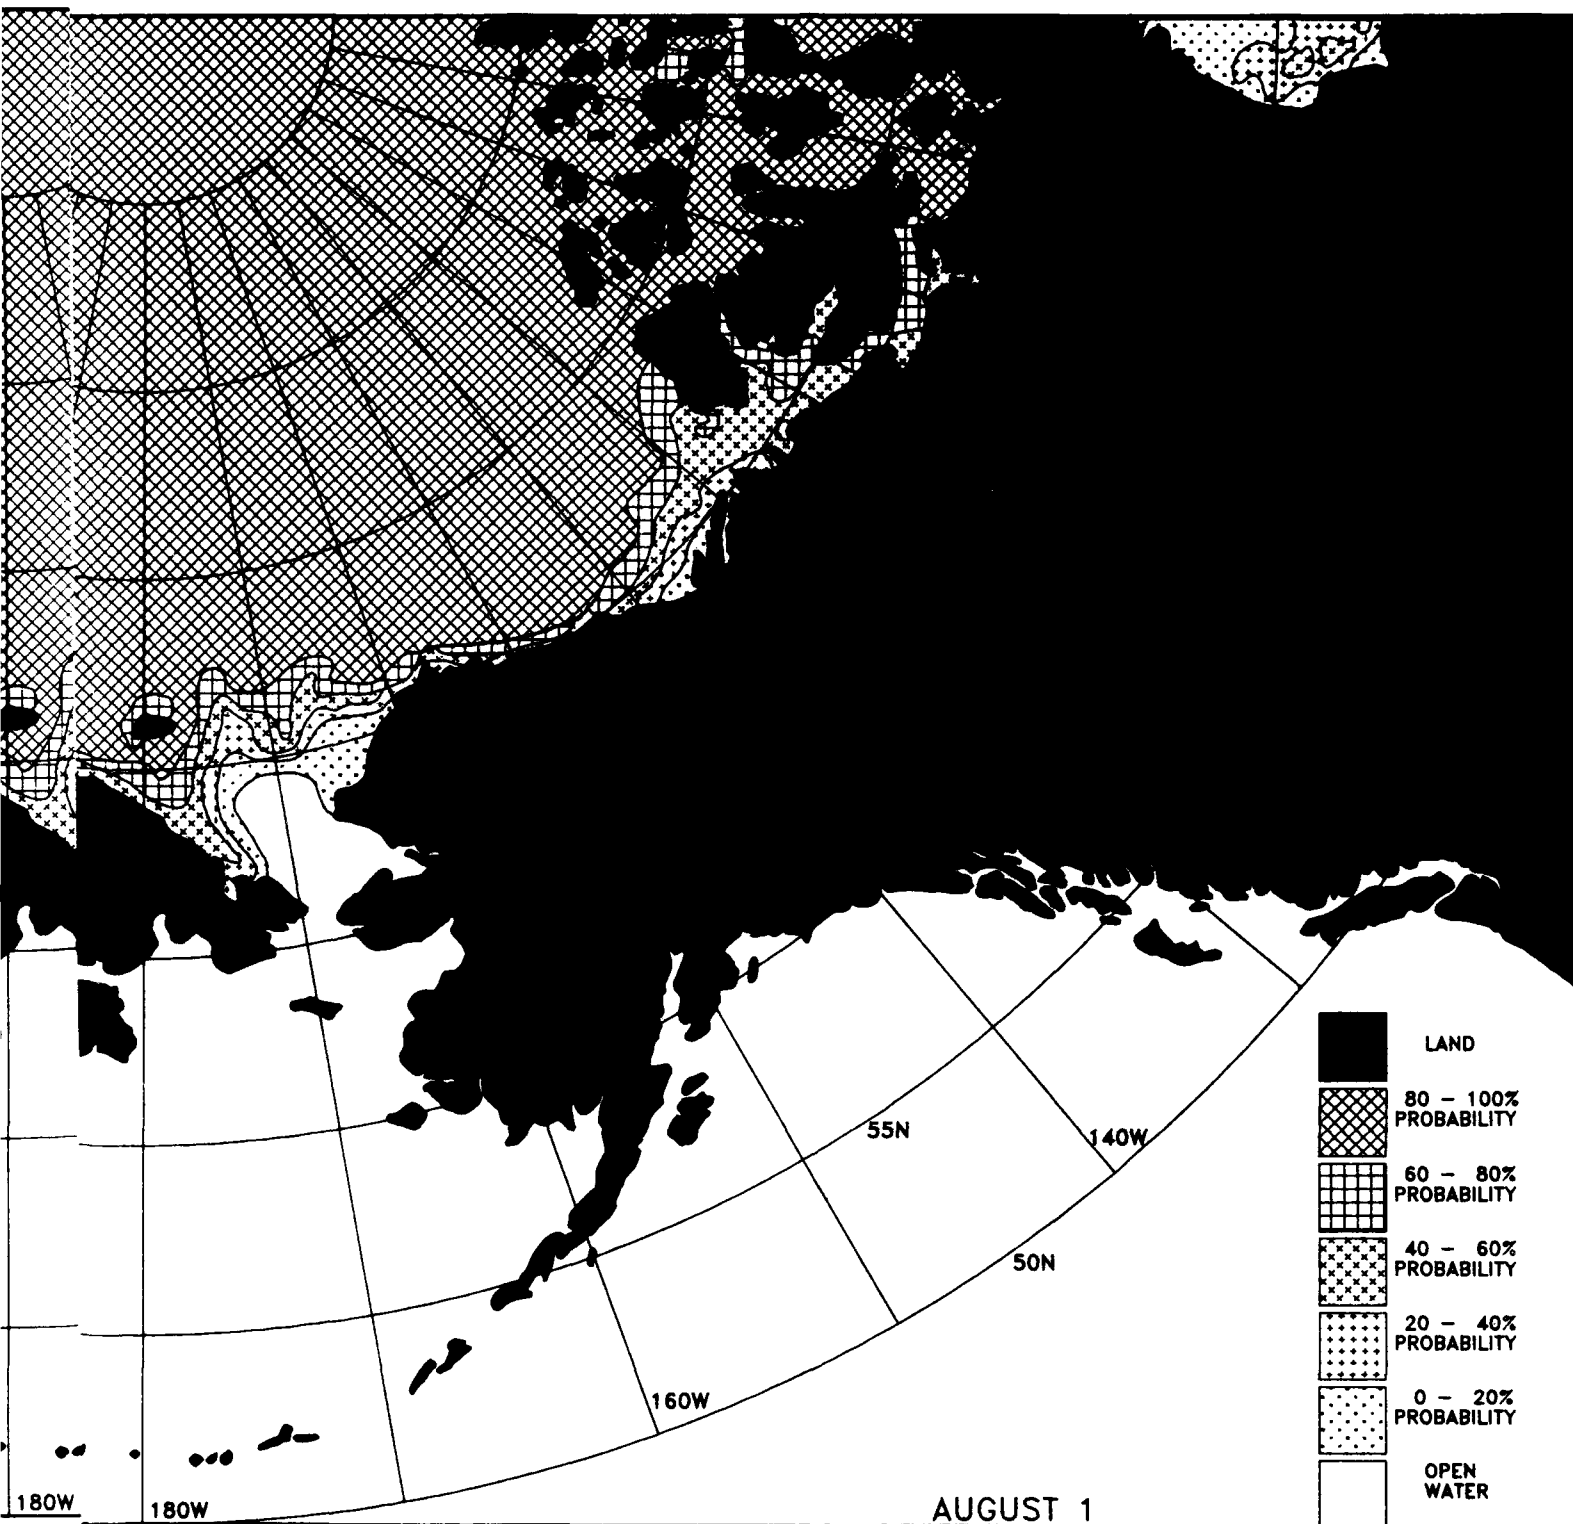 LAND
80 - 100%
PROBABILITY
55N
140W
60 - 80%
PROBABILITY
40 - 60%
PROBABILITY
50N
20 - 40%
PROBABILITY
160W
0 - 20%
PROBABILITY
OPEN
WATER
180W
180W
AUGUST 1